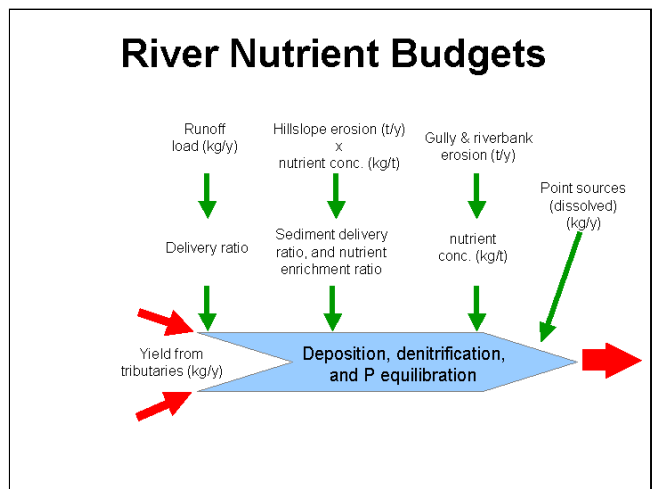 River Nutrient Budgets
Runoff
load (kg/y)
Hillslope erosion (t/y)
x
nutrient conc. (kg/t)
Gully & riverbank
erosion (t/y)
Point sources
(dissolved)
(kg/y)
Delivery ratio
Sediment delivery
ratio, and nutrient
enrichment ratio
nutrient
conc. (kg/t)
Yield from
tributaries (kg/y)
Deposition, denitrification,
and P equilibration